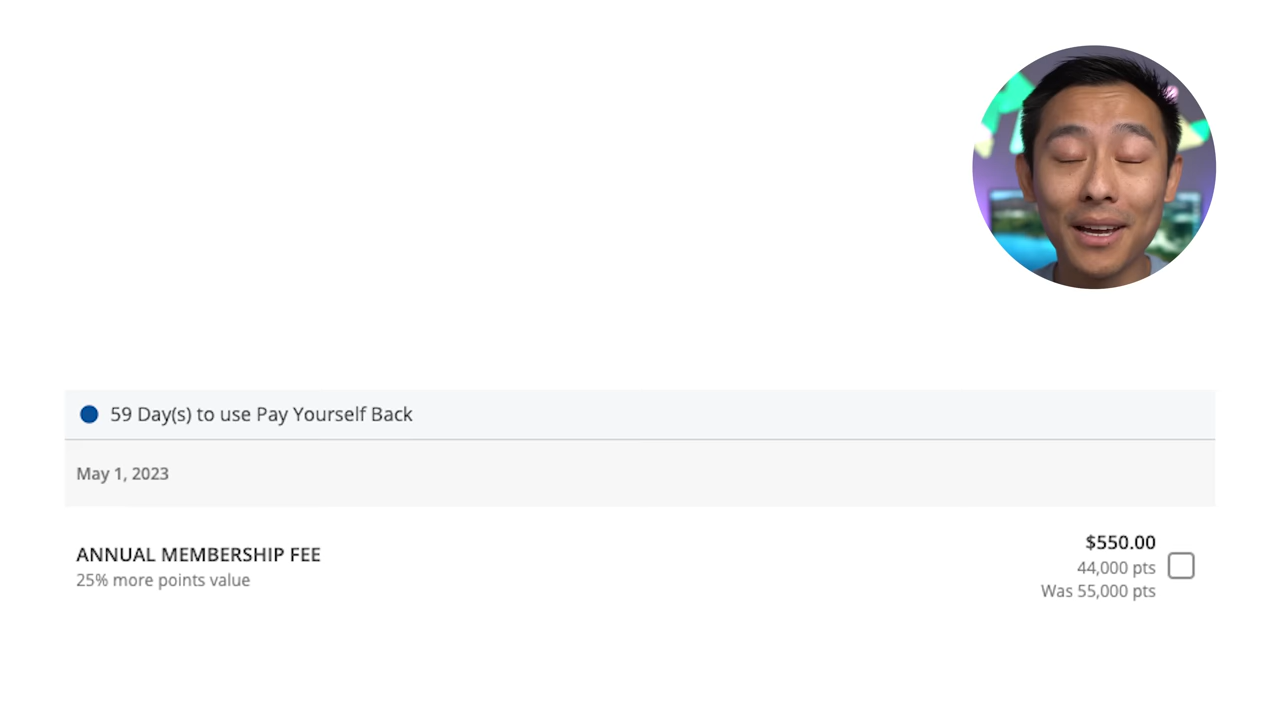 59 Day(s) to use Pay Yourself Back
May 1, 2023
ANNUAL MEMBERSHIP FEE
25% more points value
$550.00
44,000 pts
Was 55,000 pts